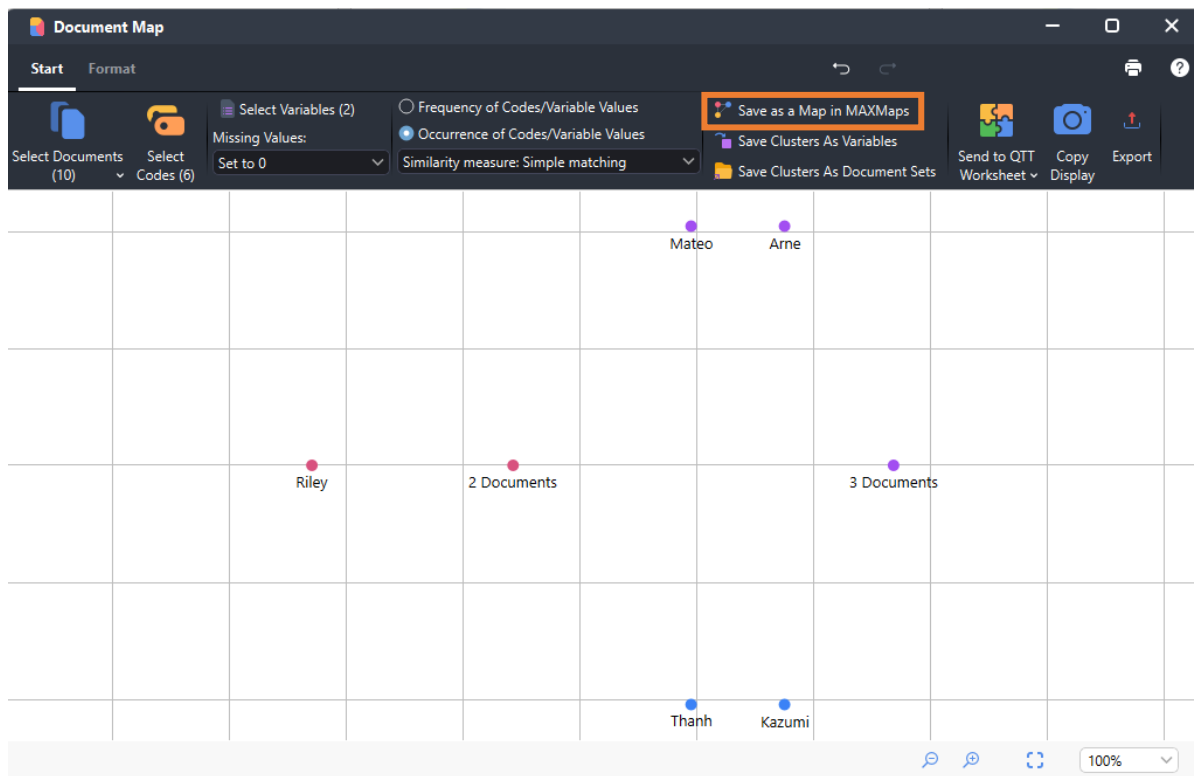 Document Map
Start Format
Select Documents
(10)
Select
Codes (6)
Select Variables (2)
Missing Values:
Set to 0
Frequency of Codes/Variable Values
Occurrence of Codes/Variable Values
Similarity measure: Simple matching
Save as a Map in MAXMaps
Save Clusters As Variables
Save Clusters As Document Sets
Send to QTT
Worksheet
Copy
Display
Export
Mateo Arne
Riley 2 Documents 3 Documents
Thanh Kazumi
100%